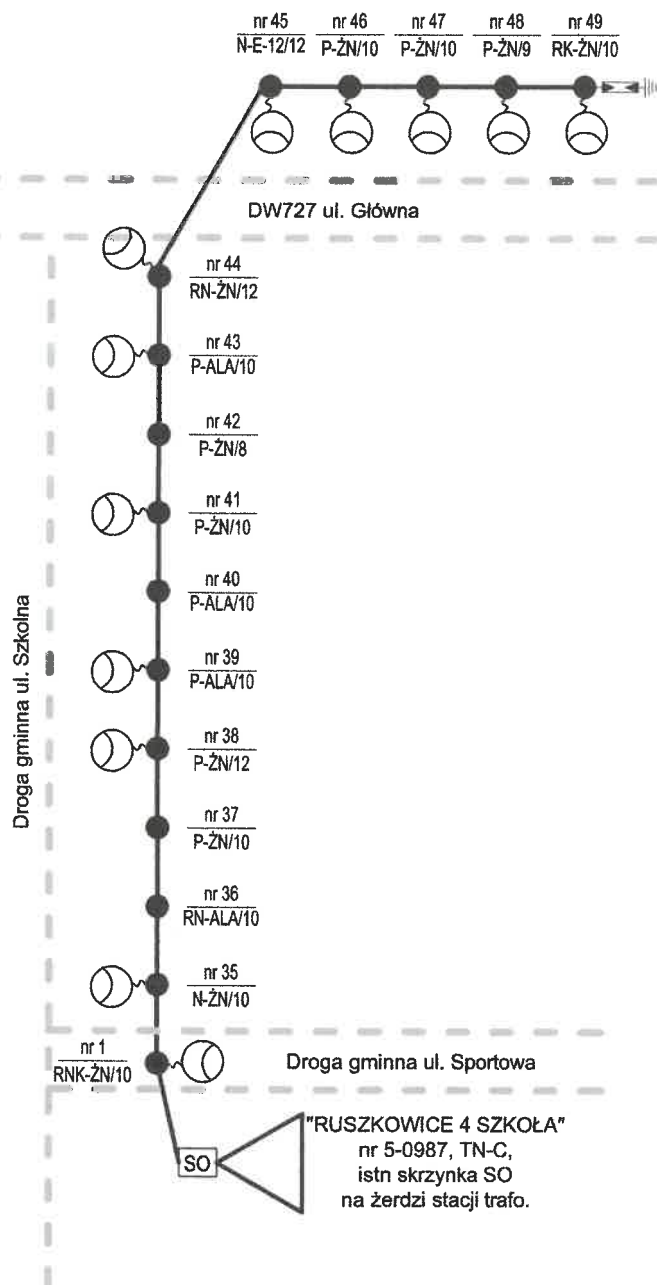 nr 45
N-E-12/12
nr 46
P-ŻN/10
nr 47
P-ŻN/10
nr 48
P-ŻN/9
nr 49
RK-ŻN/10
DW727 ul. Główna
nr 44
RN-ŻN/12
nr 43
P-ALA/10
nr 42
P-ŻN/8
nr 41
P-ŻN/10
nr 40
P-ALA/10
nr 39
P-ALA/10
nr 38
P-ŻN/12
nr 37
P-ŻN/10
nr 36
RN-ALA/10
nr 35
N-ŻN/10
Droga gminna ul. Szkolna
nr 1
RNK-ŻN/10
Droga gminna ul. Sportowa
SO
"RUSZKOWICE 4 SZKOŁA"
nr 5-0987, TN-C,
istn skrzynka SO
na żerdzi stacji trafo.